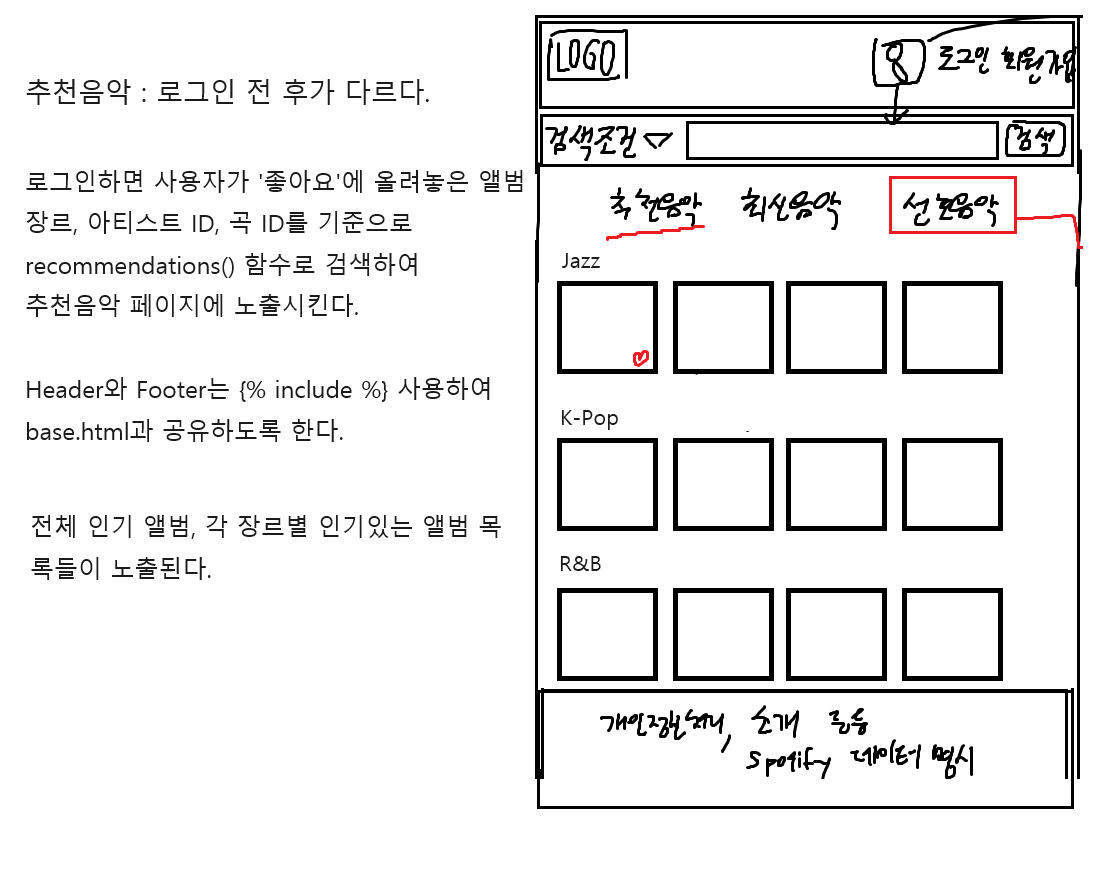 추천음악 : 로그인 전 후가 다르다.
로그인하면 사용자가 '좋아요'에 올려놓은 앨범
장르, 아티스트 ID, 곡 ID를 기준으로
recommendations() 함수로 검색하여
추천음악 페이지에 노출시킨다.
Header와 Footer는 {% include %} 사용하여
base.html과 공유하도록 한다.
전체 인기 앨범, 각 장르별 인기있는 앨범 목
록들이 노출된다.
LOGO
로그인 회원가입
검색조건
검색
추천음악 최신음악 선호음악
Jazz
K-Pop
R&B
소개
Spotify 데이터 명시